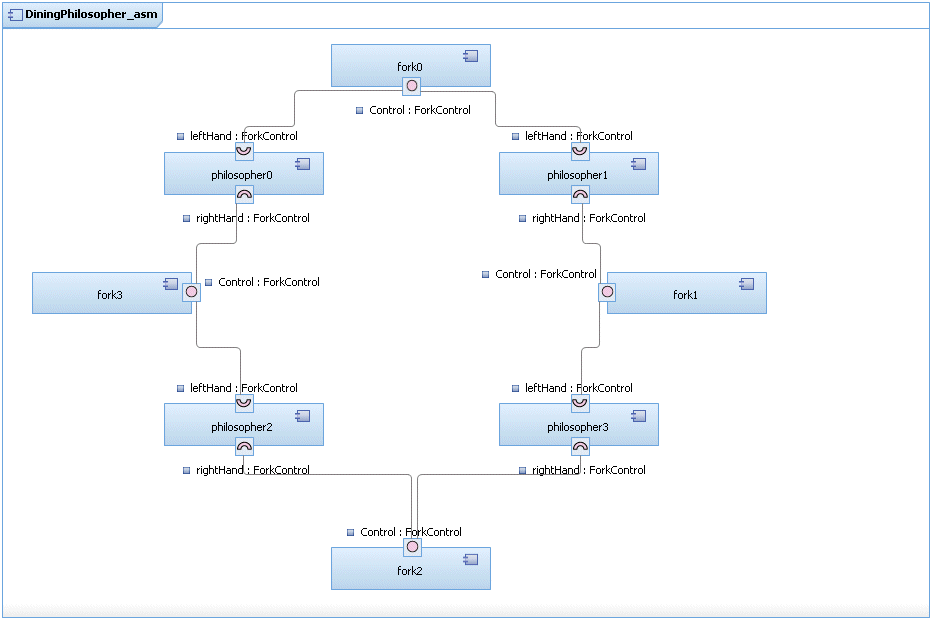 DiningPhilosopher_asm
fork0
Control : ForkControl
leftHand : ForkControl
leftHand : ForkControl
philosopher0
philosopher1
rightHand : ForkControl
rightHand : ForkControl
Control : ForkControl
Control : ForkControl
fork3
fork1
leftHand : ForkControl
leftHand : ForkControl
philosopher2
philosopher3
rightHand : ForkControl
rightHand : ForkControl
Control : ForkControl
fork2